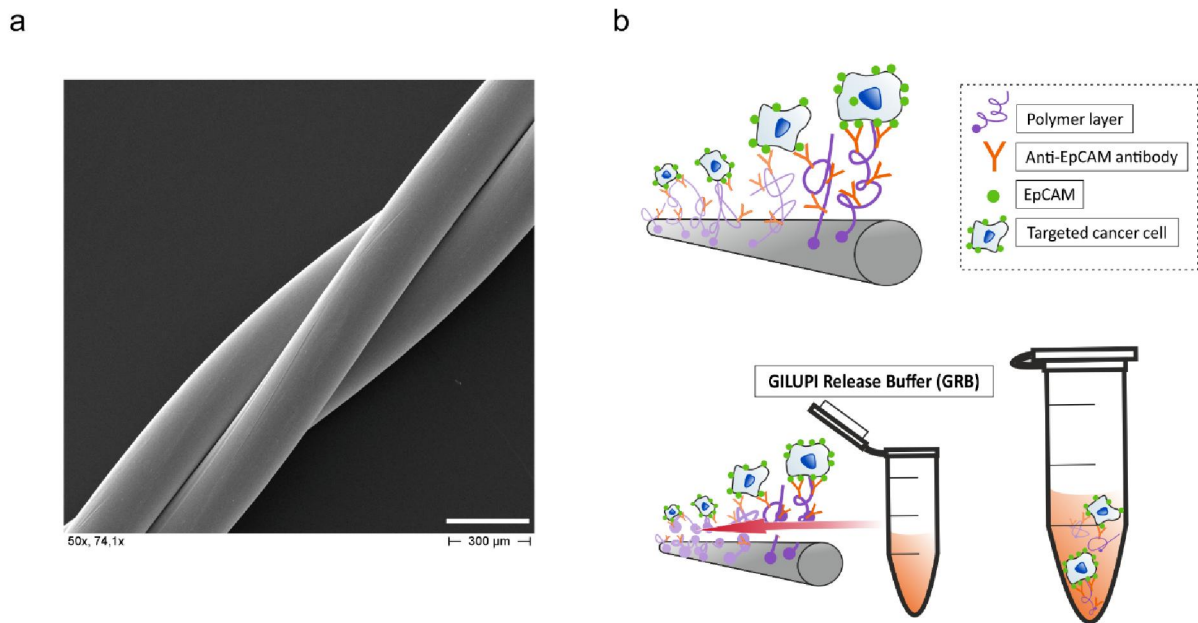 a
b
50x, 74,1x
300 µm
Polymer layer
Anti-EpCAM antibody
EpCAM
Targeted cancer cell
GILUPI Release Buffer (GRB)